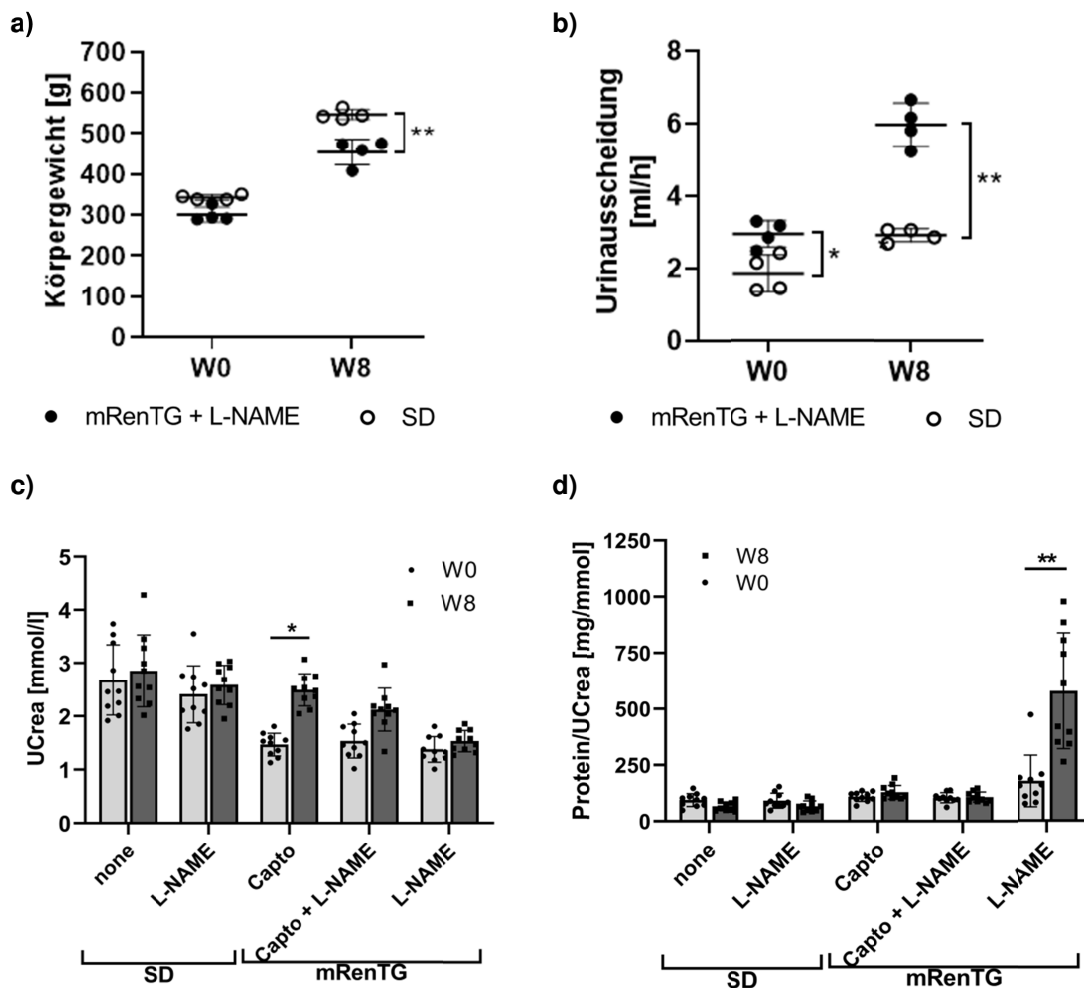 a)
Körpergewicht [g]
700
600
500
400
300
200
100
0
**
W0
W8
mRenTG + L-NAME
SD
b)
Urinausscheidung
[ml/h]
8
6
4
2
0
*
**
W0
W8
mRenTG + L-NAME
SD
c)
UCrea [mmol/l]
5
4
3
2
1
0
W0
W8
*
none
L-NAME
Capto
Capto + L-NAME
L-NAME
SD
mRenTG
d)
Protein/UCrea [mg/mmol]
1250
1000
750
500
250
0
W8
W0
**
none
L-NAME
Capto
Capto + L-NAME
L-NAME
SD
mRenTG